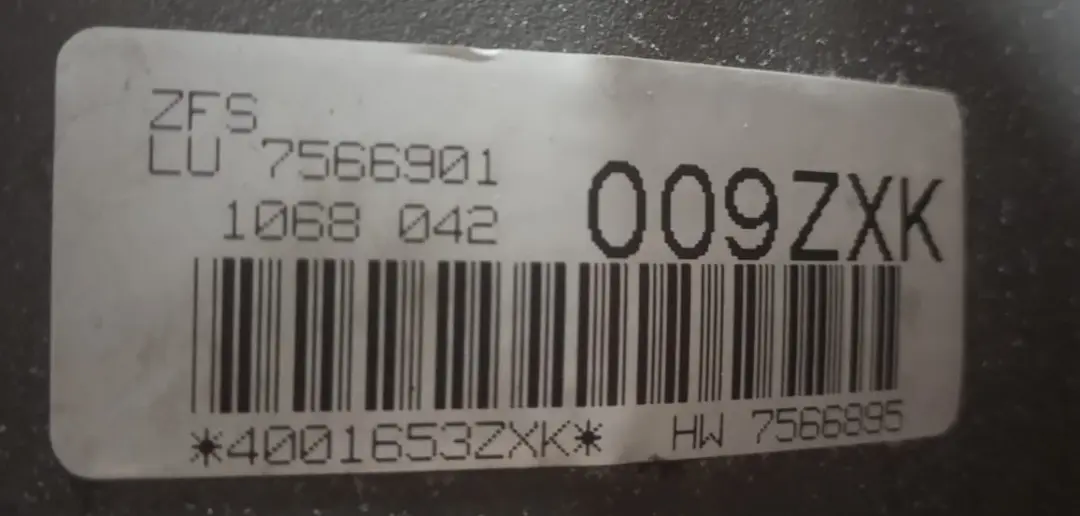 ZFS
LU 7566901
1068 042
009ZXK
*4001653ZXK*
HW 7566895